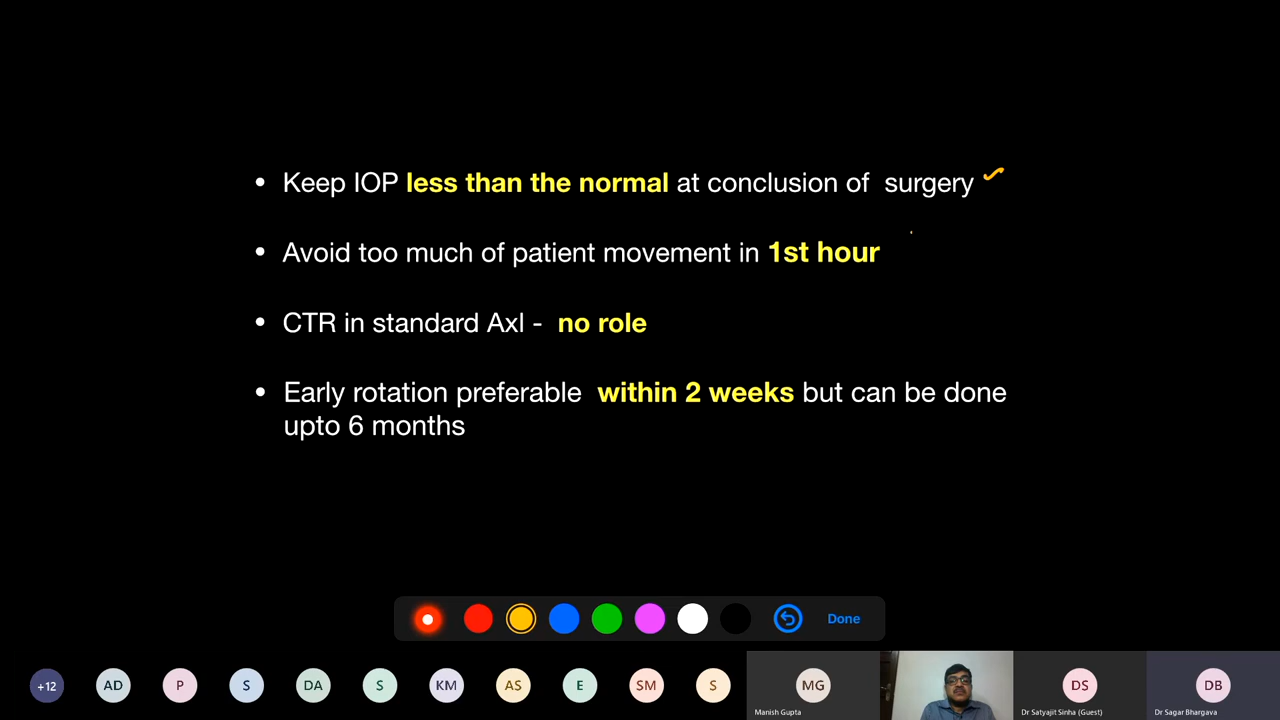 • Keep IOP less than the normal at conclusion of surgery
• Avoid too much of patient movement in 1st hour
• CTR in standard Axl - no role
• Early rotation preferable within 2 weeks but can be done
upto 6 months
Done
+12 AD P S DA S KM AS E SM S MG DS DB
Manish Gupta Dr Satyajit Sinha (Guest) Dr Sagar Bhargava